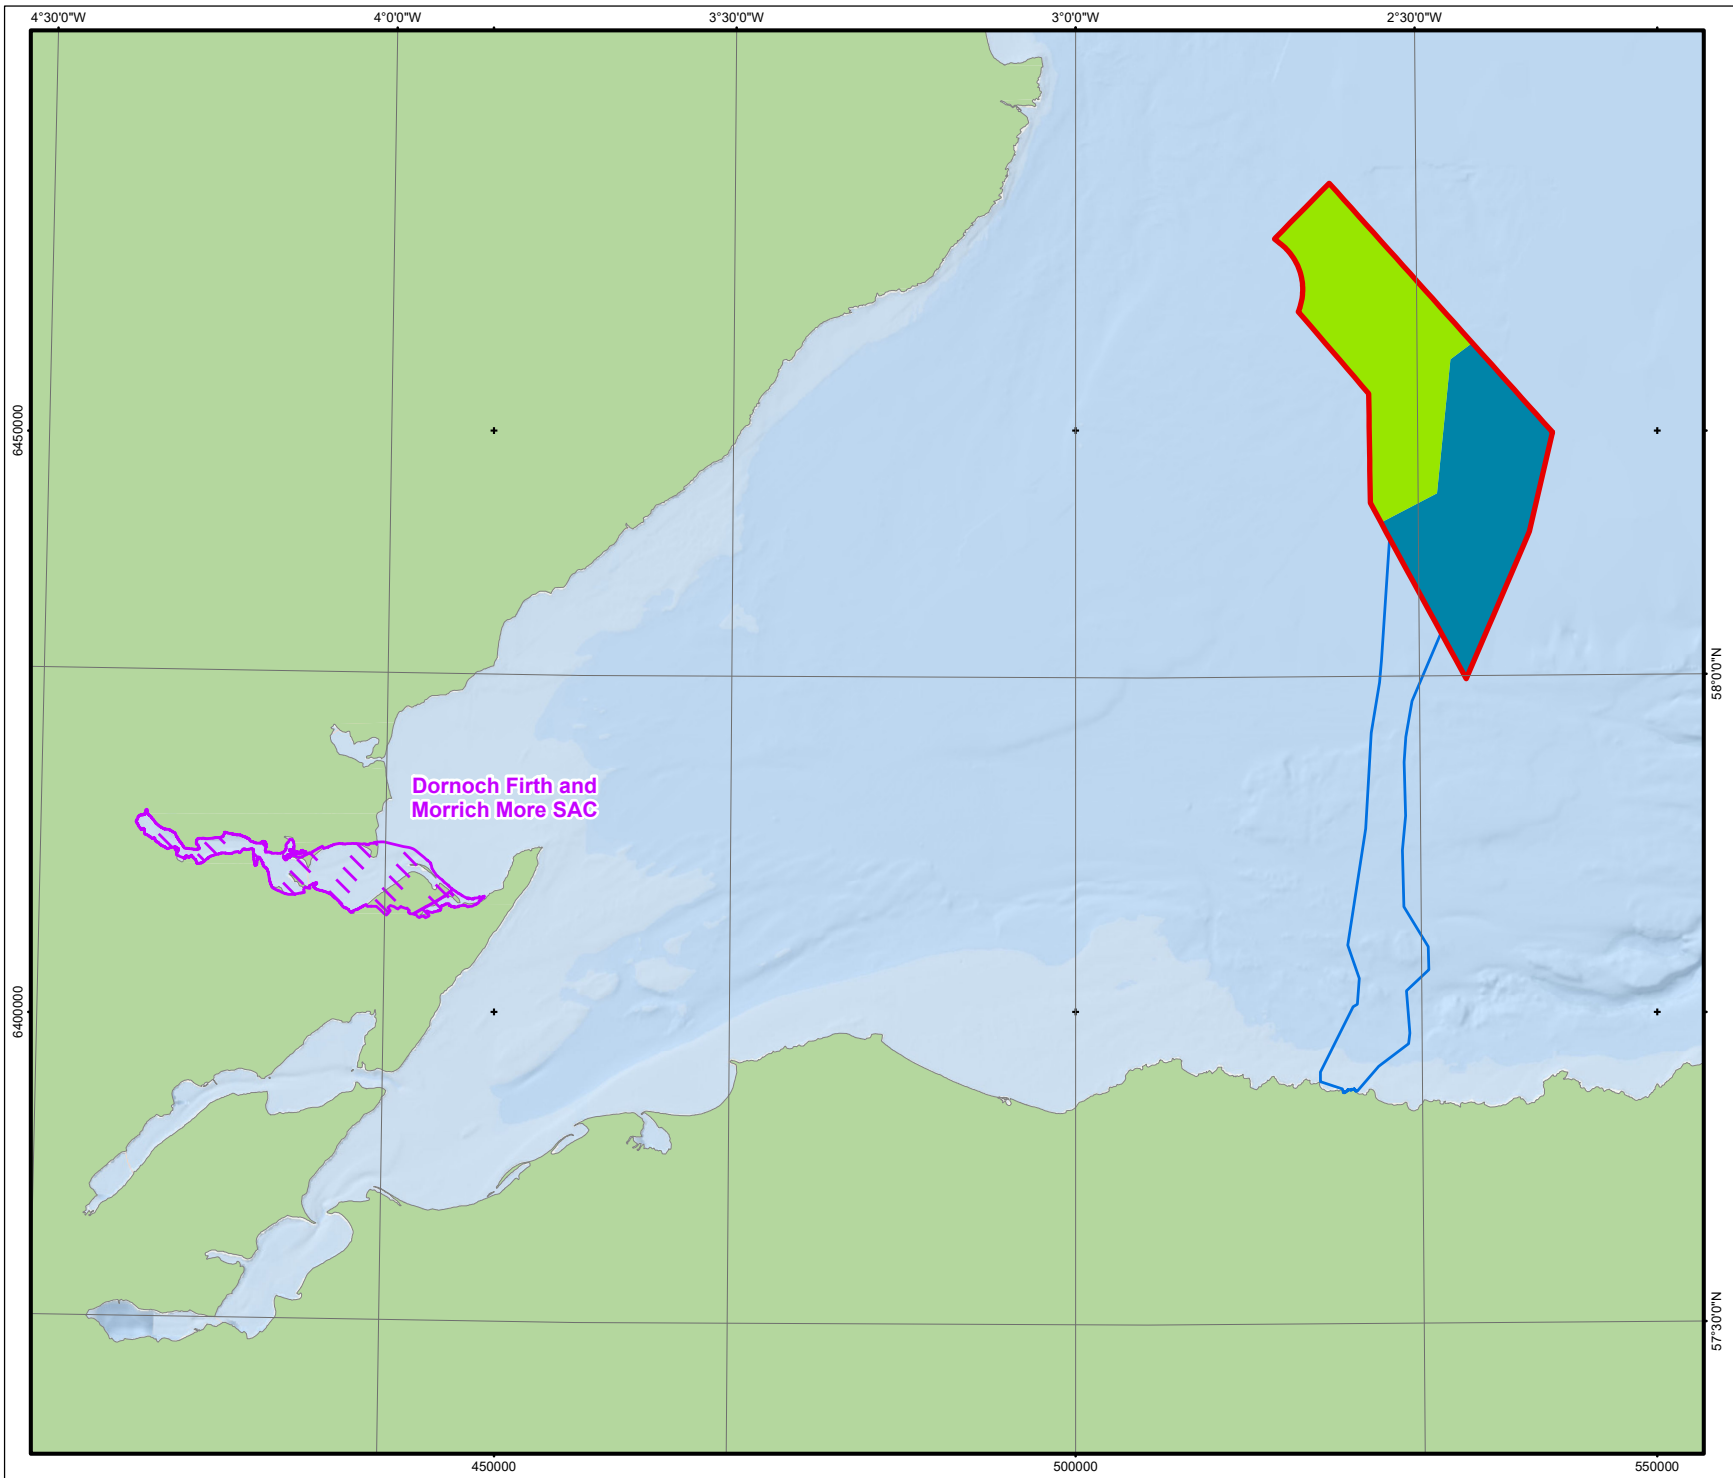 4°30'0"W
4°0'0"W
3°30'0"W
3°0'0"W
2°30'0"W
6450000
58°0'0"N
Dornoch Firth and
Morrich More SAC
6400000
57°30'0"N
450000
500000
550000